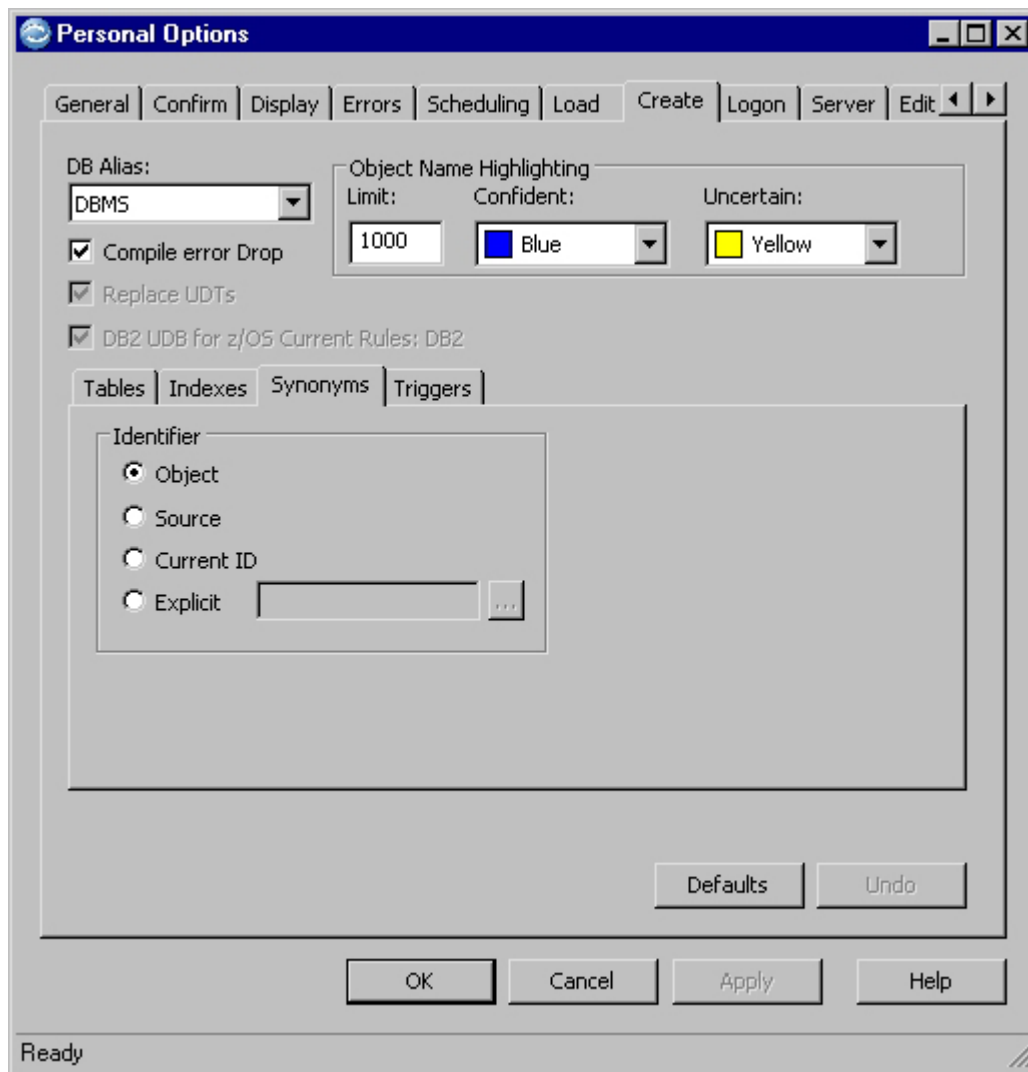 Personal Options
General Confirm Display Errors Scheduling Load Create Logon Server Edit
DB Alias:
DBMS
Object Name Highlighting
Limit: Confident: Uncertain:
1000 Blue Yellow
Compile error Drop
Replace UDTs
DB2 UDB for z/OS Current Rules: DB2
Tables Indexes Synonyms Triggers
Identifier
Object
Source
Current ID
Explicit ...
Defaults Undo
OK Cancel Apply Help
Ready